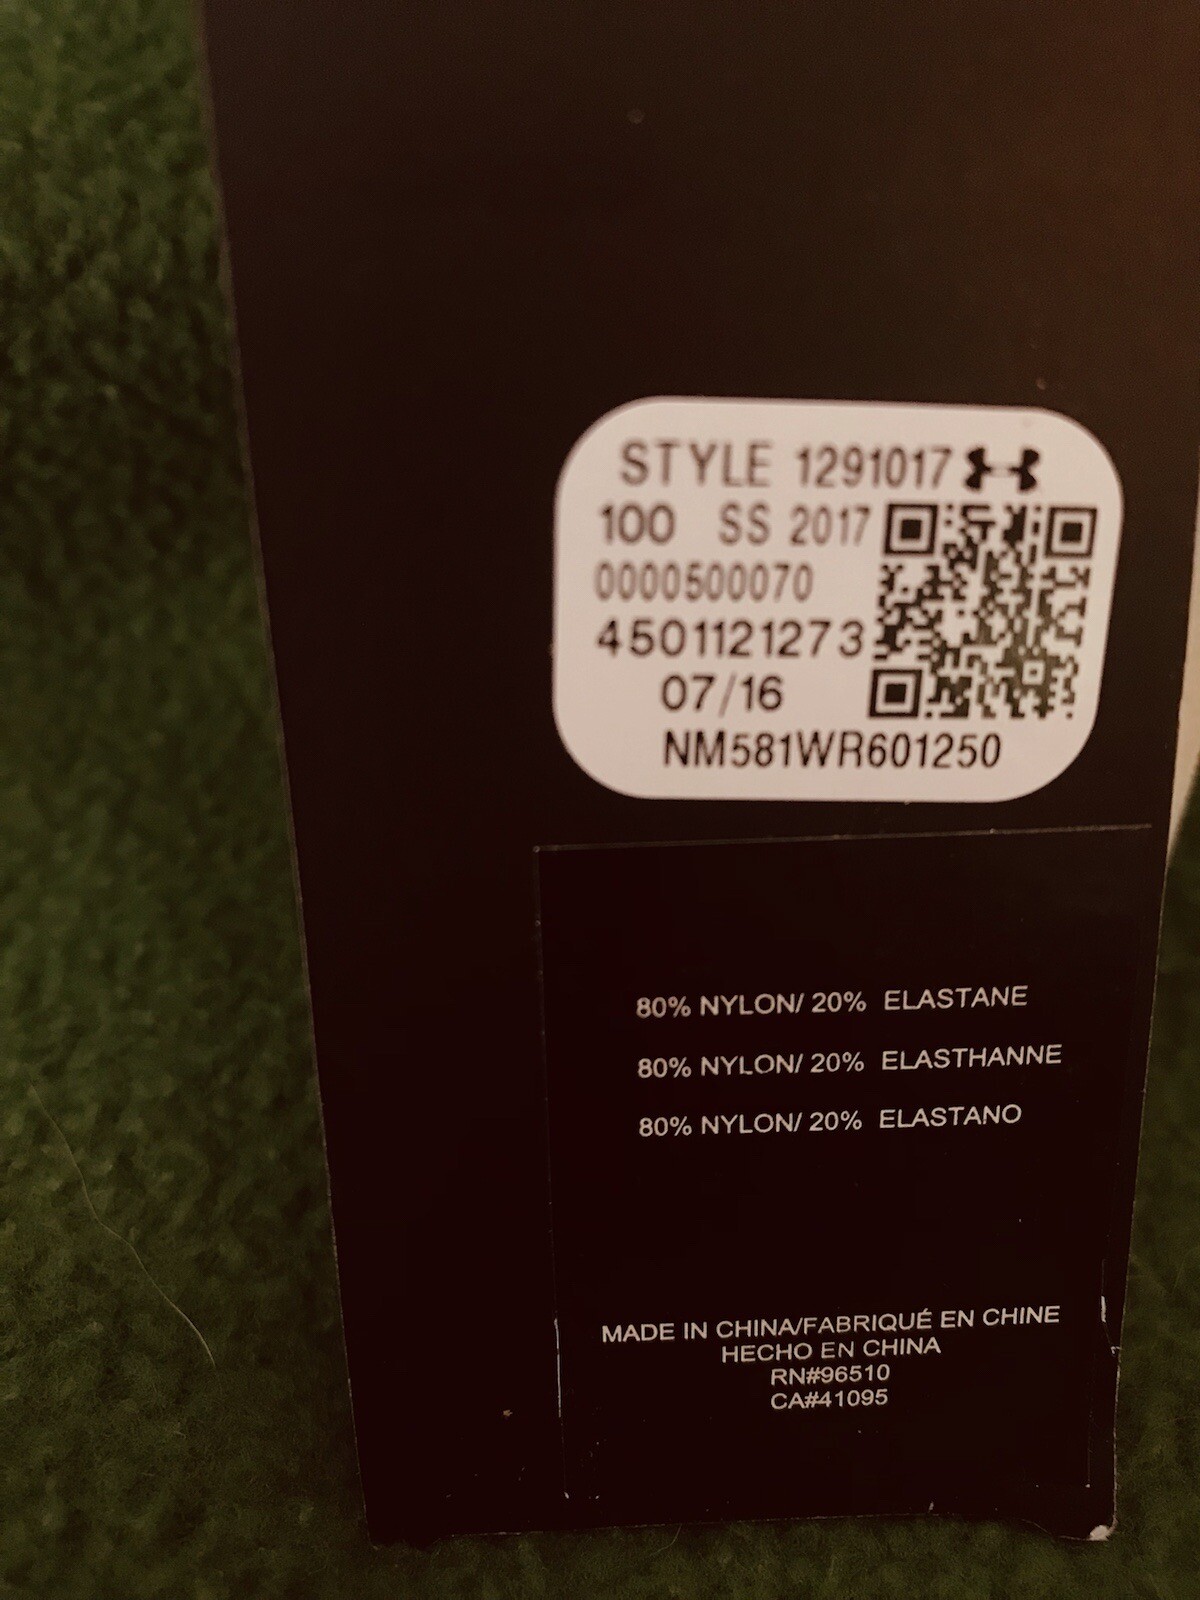 STYLE 1291017
100 SS 2017
0000500070
4501121273
07/16
NM581WR601250
80% NYLON/ 20% ELASTANE
80% NYLON/ 20% ELASTHANNE
80% NYLON/ 20% ELASTANO
MADE IN CHINA/FABRIQUÉ EN CHINE
HECHO EN CHINA
RN#96510
CA#41095